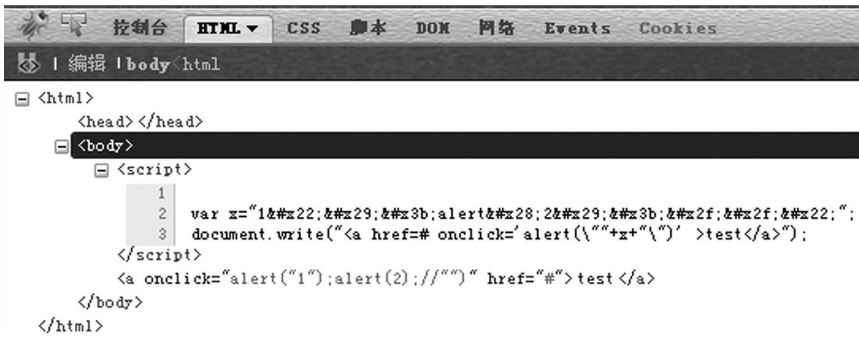 控制台 HTML CSS 脚本 DOM 网络 Events Cookies
编辑 body html
<html>
<head></head>
<body>
<script>
1
2 var x="1&#x22;&#x29;&#x3b;alert&#x28;2&#x29;&#x3b;&#x2f;&#x2f;&#x22;";
3 document.write("<a href=# onclick='alert(\""+x+"\")' >test</a>");
</script>
<a onclick="alert("1");alert(2);//"")" href="#">test</a>
</body>
</html>